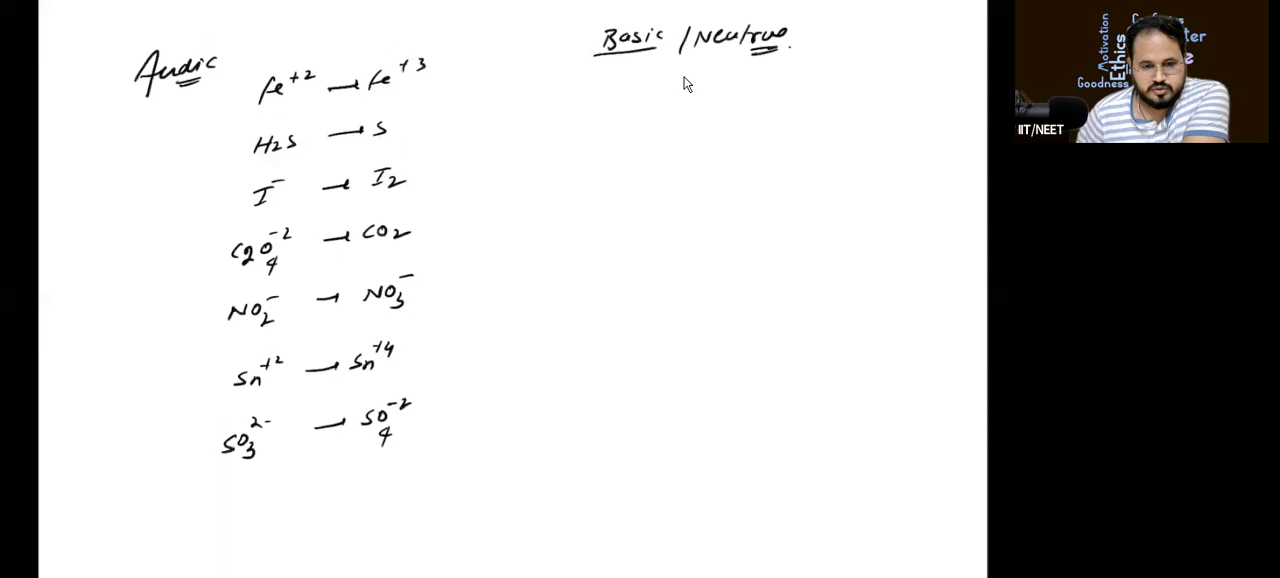 Acidic
Fe⁺² → Fe⁺³
H₂S → S
I⁻ → I₂
C₂O₄⁻² → CO₂
NO₂⁻ → NO₃⁻
Sn⁺² → Sn⁺⁴
SO₃²⁻ → SO₄⁻²
Basic / Neutral.
Motivation
Ethics
Goodness
IIT/NEET